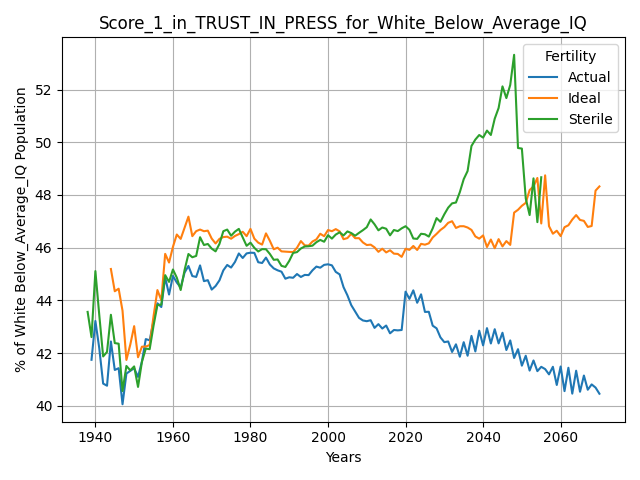 Score_1_in_TRUST_IN_PRESS_for_White_Below_Average_IQ
% of White Below_Average_IQ Population
52
50
48
46
44
42
40
1940
1960
1980
2000
2020
2040
2060
Years
Fertility
Actual
Ideal
Sterile